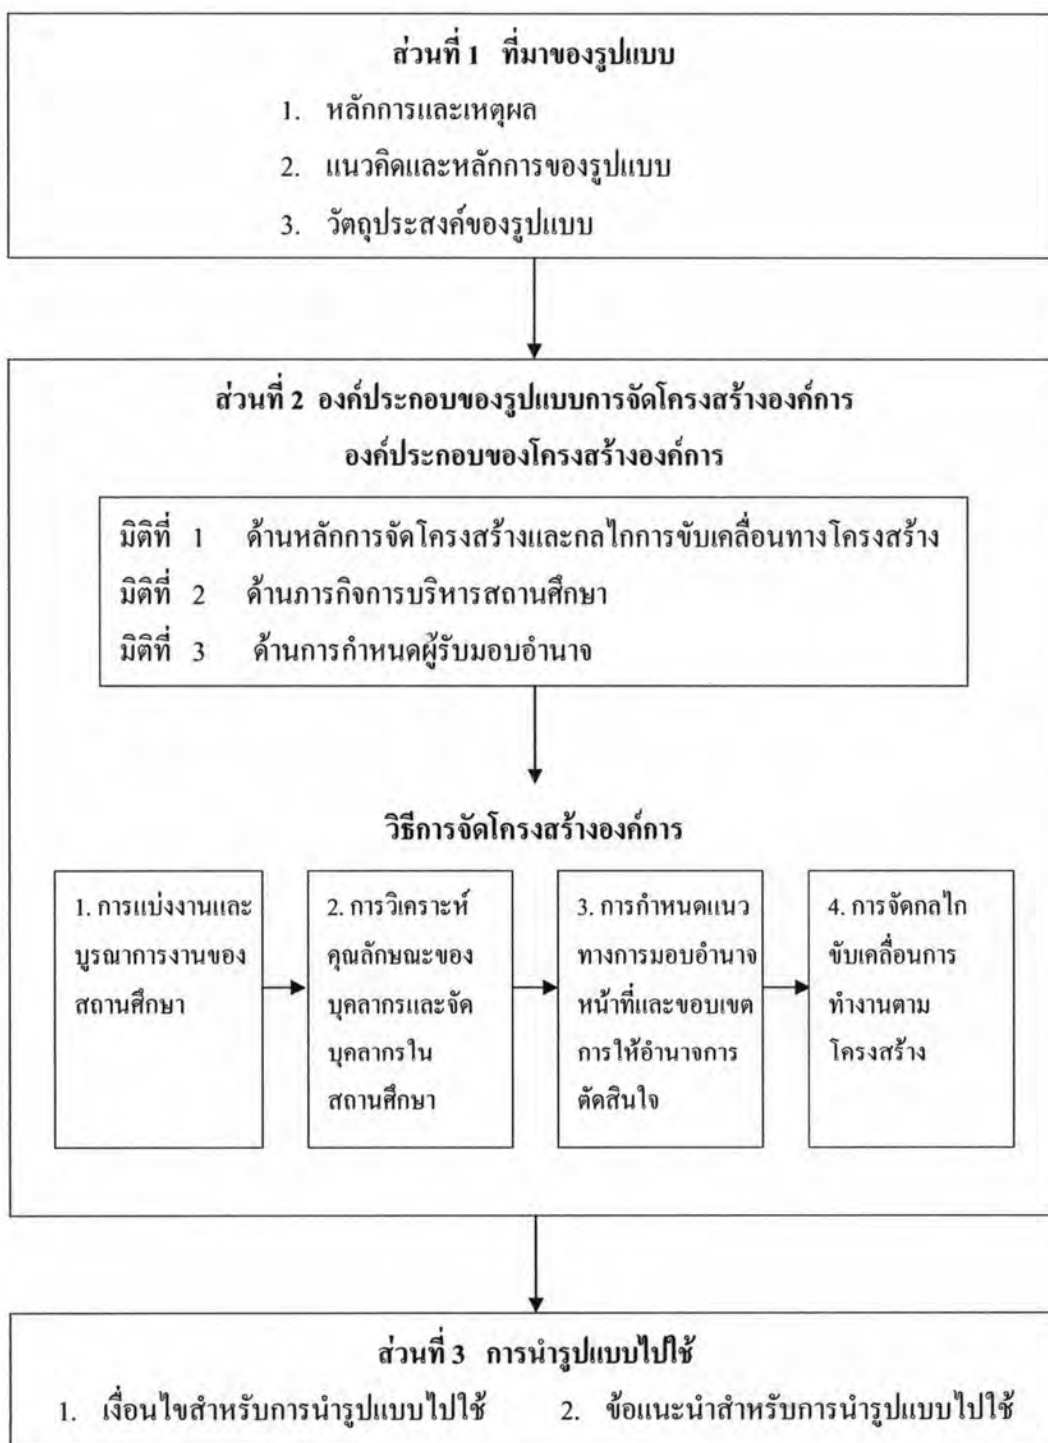 ส่วนที่ 1 ที่มาของรูปแบบ
1. หลักการและเหตุผล
2. แนวคิดและหลักการของรูปแบบ
3. วัตถุประสงค์ของรูปแบบ
ส่วนที่ 2 องค์ประกอบของรูปแบบการจัดโครงสร้างองค์การ
องค์ประกอบของโครงสร้างองค์การ
มิติที่ 1 ด้านหลักการจัดโครงสร้างและกลไกการขับเคลื่อนทางโครงสร้าง
มิติที่ 2 ด้านภารกิจการบริหารสถานศึกษา
มิติที่ 3 ด้านการกำหนดผู้รับมอบอำนาจ
วิธีการจัดโครงสร้างองค์การ
1. การแบ่งงานและ
บูรณาการงานของ
สถานศึกษา
2. การวิเคราะห์
คุณลักษณะของ
บุคลากรและจัด
บุคลากรใน
สถานศึกษา
3. การกำหนดแนว
ทางการมอบอำนาจ
หน้าที่และขอบเขต
การให้อำนาจการ
ตัดสินใจ
4. การจัดกลไก
ขับเคลื่อนการ
ทำงานตาม
โครงสร้าง
ส่วนที่ 3 การนำรูปแบบไปใช้
1. เงื่อนไขสำหรับการนำรูปแบบไปใช้ 2. ข้อแนะนำสำหรับการนำรูปแบบไปใช้